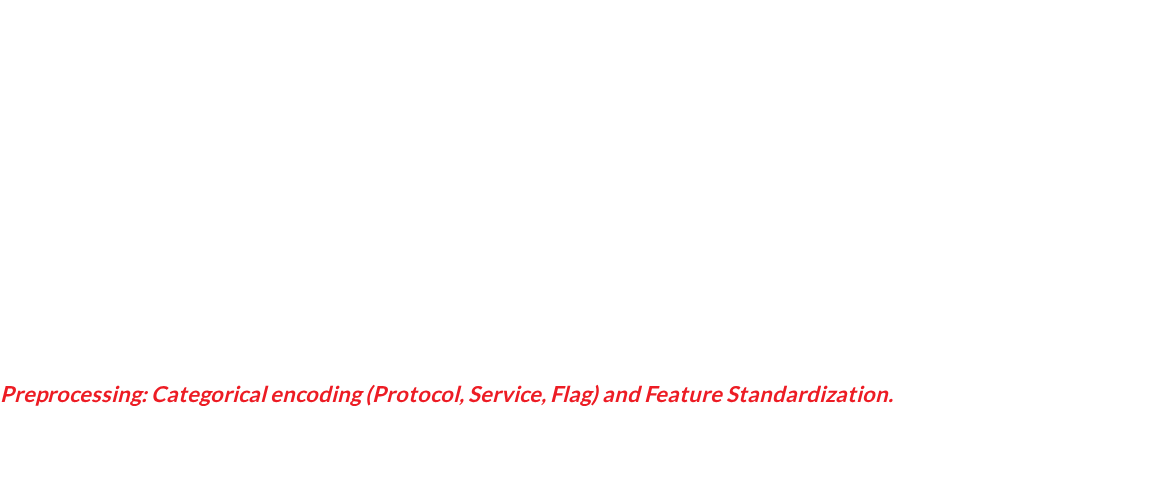 Preprocessing: Categorical encoding (Protocol, Service, Flag) and Feature Standardization.